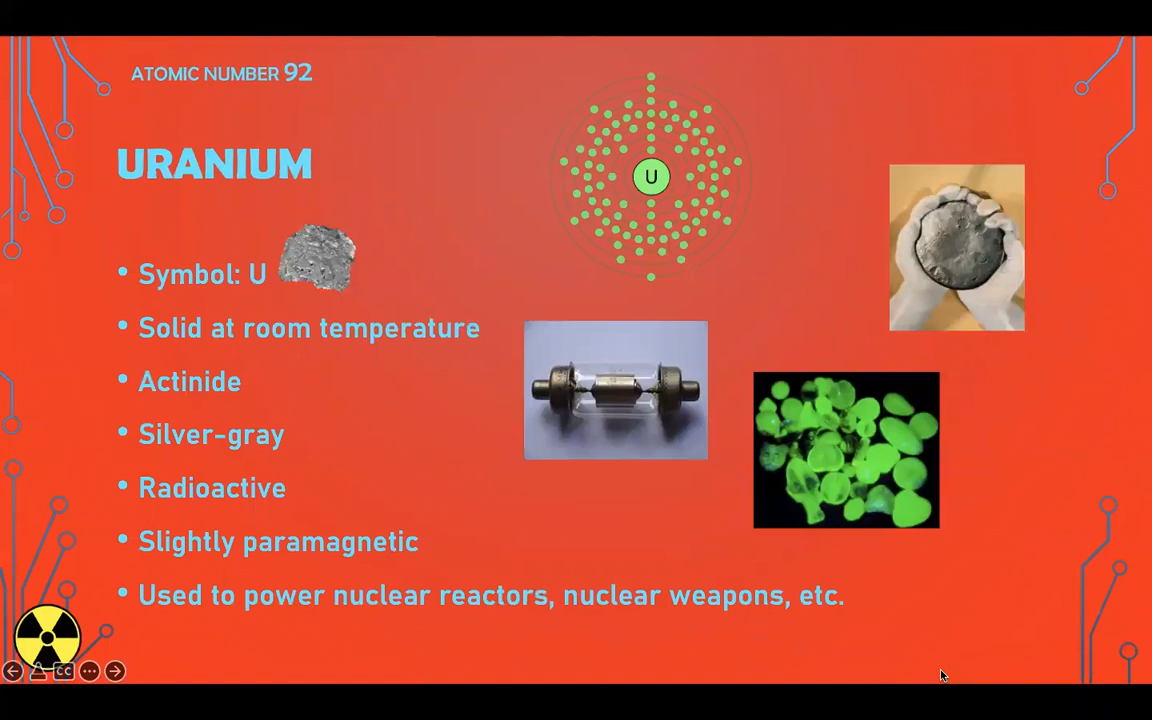 ATOMIC NUMBER 92
URANIUM
U
• Symbol: U
• Solid at room temperature
• Actinide
• Silver-gray
• Radioactive
• Slightly paramagnetic
• Used to power nuclear reactors, nuclear weapons, etc.
CC